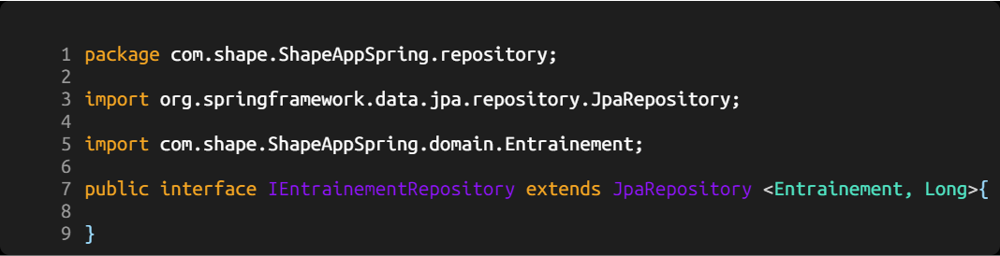 1 package com.shape.ShapeAppSpring.repository;
2
3 import org.springframework.data.jpa.repository.JpaRepository;
4
5 import com.shape.ShapeAppSpring.domain.Entrainement;
6
7 public interface IEntrainementRepository extends JpaRepository <Entrainement, Long>{
8
9 }